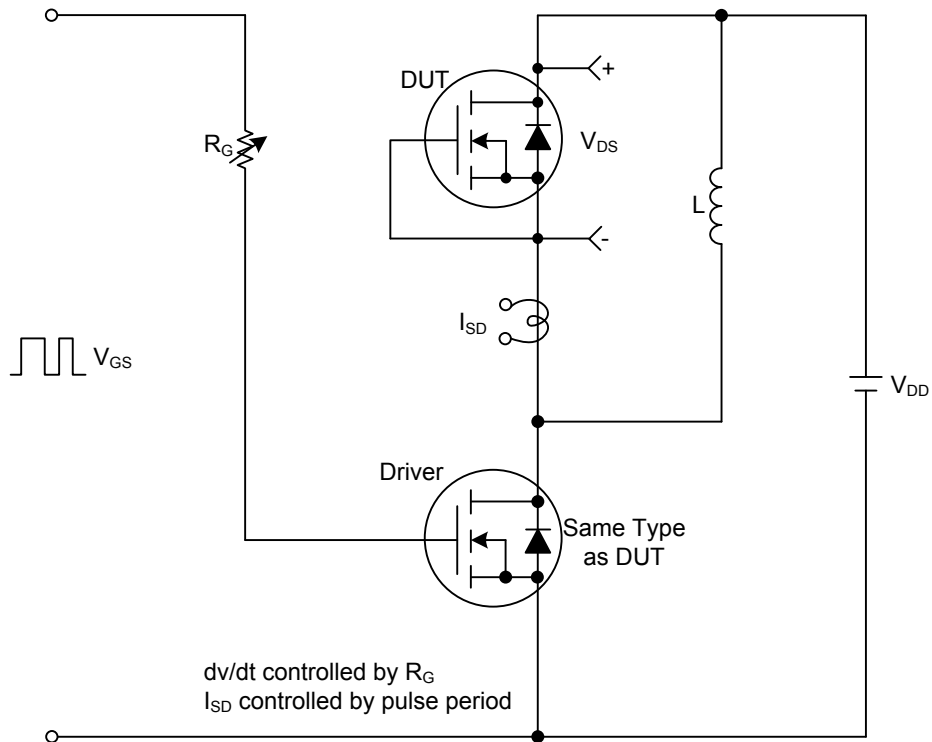 DUT
+
R_G
V_DS
L
-
I_SD
V_GS
V_DD
Driver
Same Type
as DUT
dv/dt controlled by R_G
I_SD controlled by pulse period